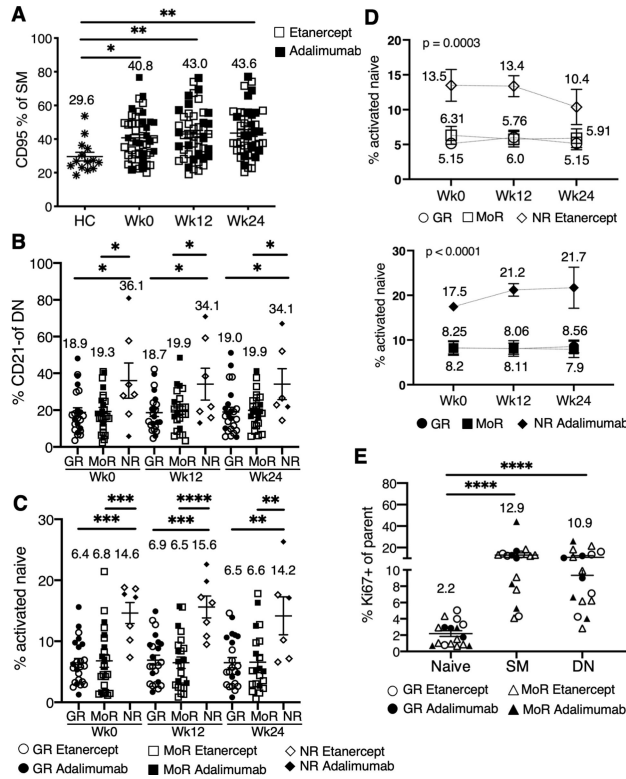 A
** 
**
*
□ Etanercept
■ Adalimumab
CD95 % of SM
100
80
60
40
20
0
29.6
40.8
43.0
43.6
HC Wk0 Wk12 Wk24
B
* * *
* * *
% CD21-of DN
100
80
60
40
20
0
18.9 19.3 36.1 18.7 19.9 34.1 19.0 19.9 34.1
GR MoR NR GR MoR NR GR MoR NR
Wk0 Wk12 Wk24
C
*** **** **
*** *** **
% activated naive
30
20
10
0
6.4 6.8 14.6 6.9 6.5 15.6 6.5 6.6 14.2
GR MoR NR GR MoR NR GR MoR NR
Wk0 Wk12 Wk24
○ GR Etanercept □ MoR Etanercept ◇ NR Etanercept
● GR Adalimumab ■ MoR Adalimumab ◆ NR Adalimumab
D
p = 0.0003
% activated naive
20
15
10
5
0
13.5 13.4 10.4
6.31 5.76 5.91
5.15 6.0 5.15
Wk0 Wk12 Wk24
○ GR □ MoR ◇ NR Etanercept
p < 0.0001
% activated naive
30
20
10
0
17.5 21.2 21.7
8.25 8.06 8.56
8.2 8.11 7.9
Wk0 Wk12 Wk24
● GR ■ MoR ◆ NR Adalimumab
E
****
****
% Ki67+ of parent
80
60
40
20
10
8
6
4
2
0
2.2
12.9
10.9
Naive SM DN
○ GR Etanercept △ MoR Etanercept
● GR Adalimumab ▲ MoR Adalimumab